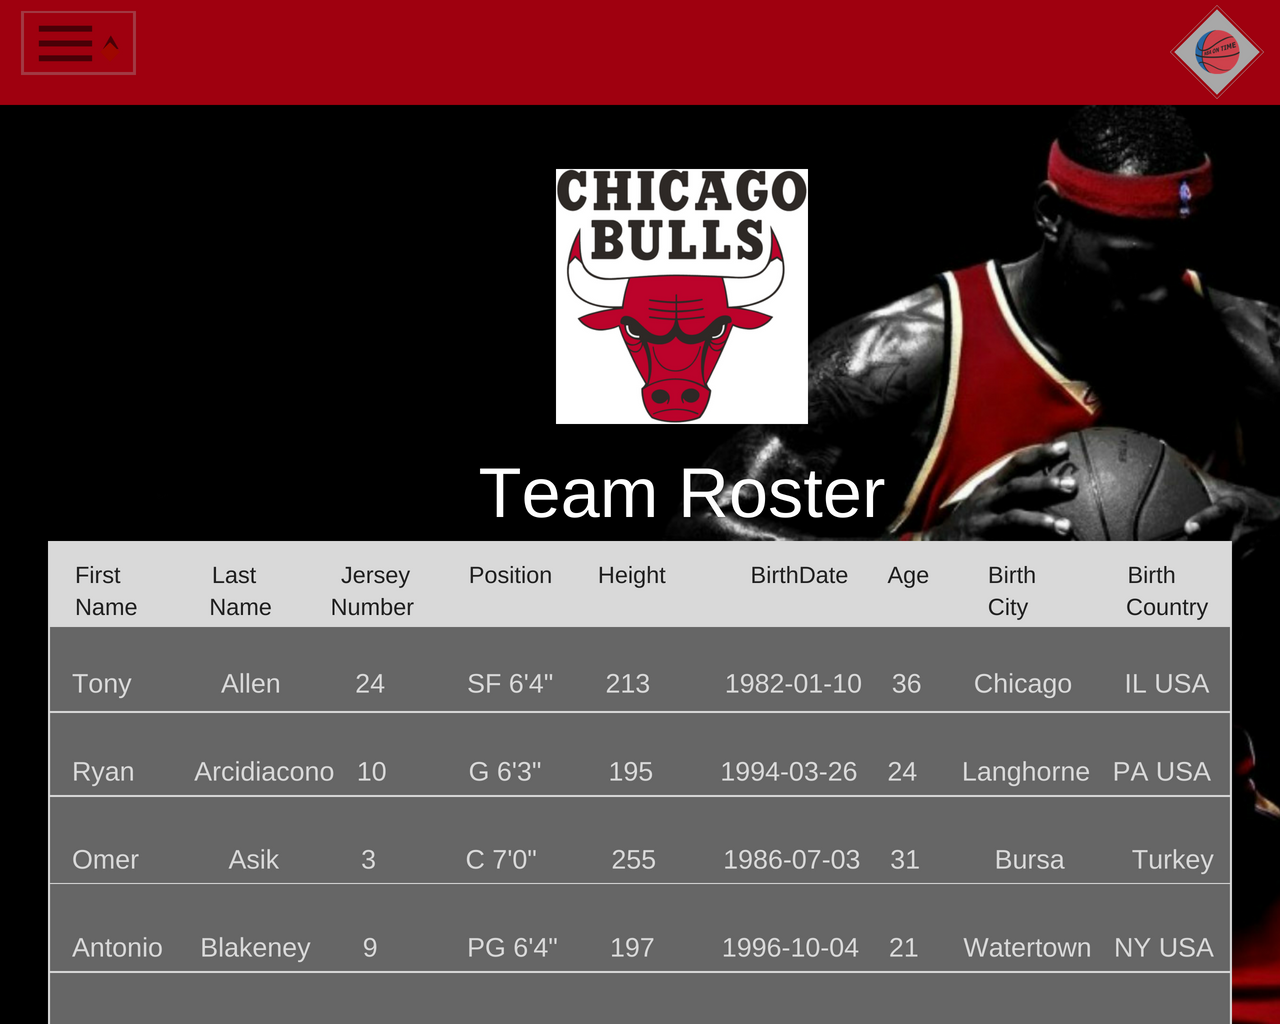 NBA ON TIME
CHICAGO
BULLS
Team Roster
First Name Last Name Jersey Number Position Height BirthDate Age Birth City Birth Country
Tony Allen 24 SF 6'4" 213 1982-01-10 36 Chicago IL USA
Ryan Arcidiacono 10 G 6'3" 195 1994-03-26 24 Langhorne PA USA
Omer Asik 3 C 7'0" 255 1986-07-03 31 Bursa Turkey
Antonio Blakeney 9 PG 6'4" 197 1996-10-04 21 Watertown NY USA